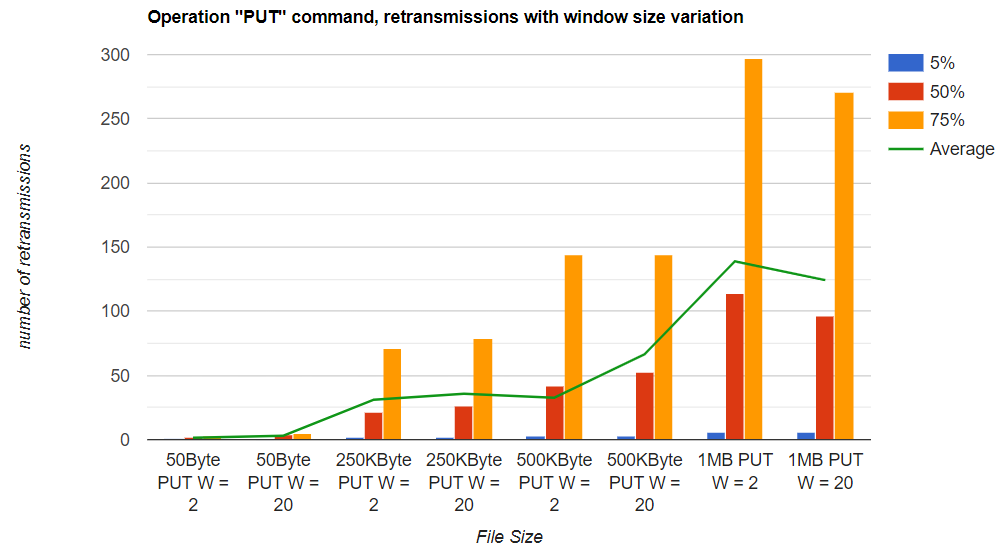 Operation "PUT" command, retransmissions with window size variation
300
250
200
150
100
50
0
number of retransmissions
5%
50%
75%
Average
50Byte
PUT W =
2
50Byte
PUT W =
20
250KByte
PUT W =
2
250KByte
PUT W =
20
500KByte
PUT W =
2
500KByte
PUT W =
20
1MB PUT
W = 2
1MB PUT
W = 20
File Size